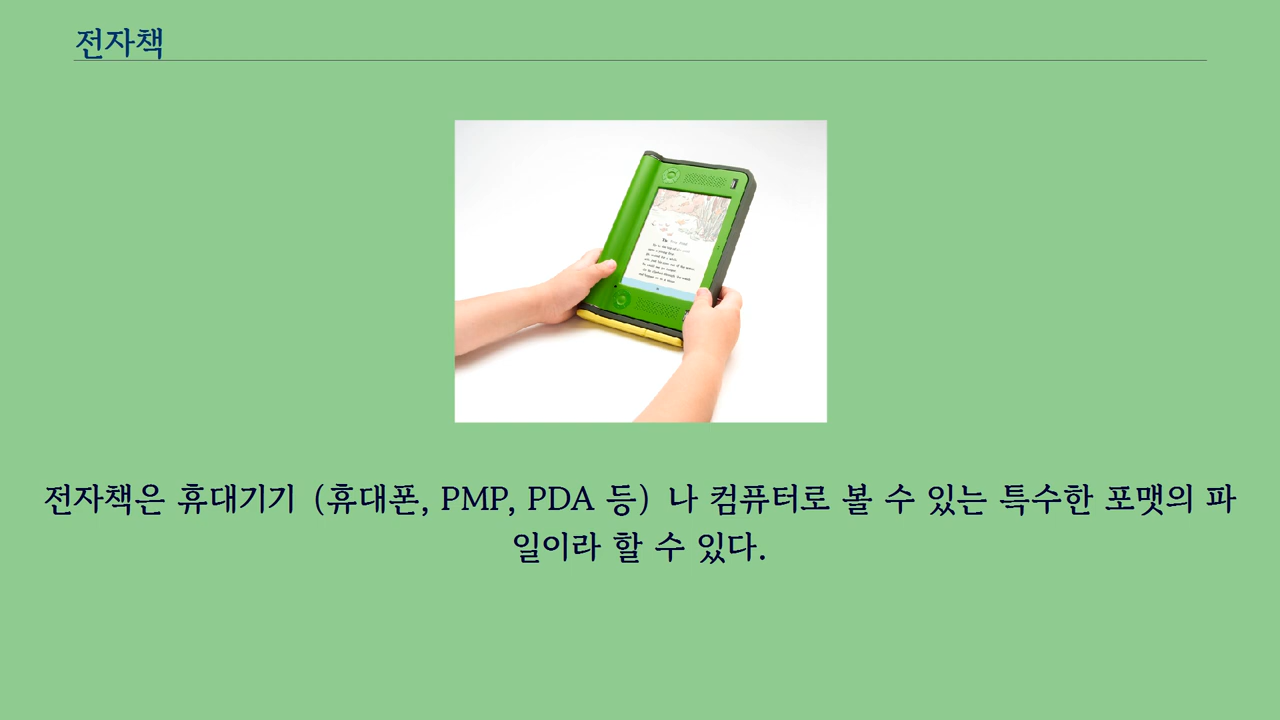 전자책
전자책은 휴대기기 (휴대폰, PMP, PDA 등) 나 컴퓨터로 볼 수 있는 특수한 포맷의 파
일이라 할 수 있다.